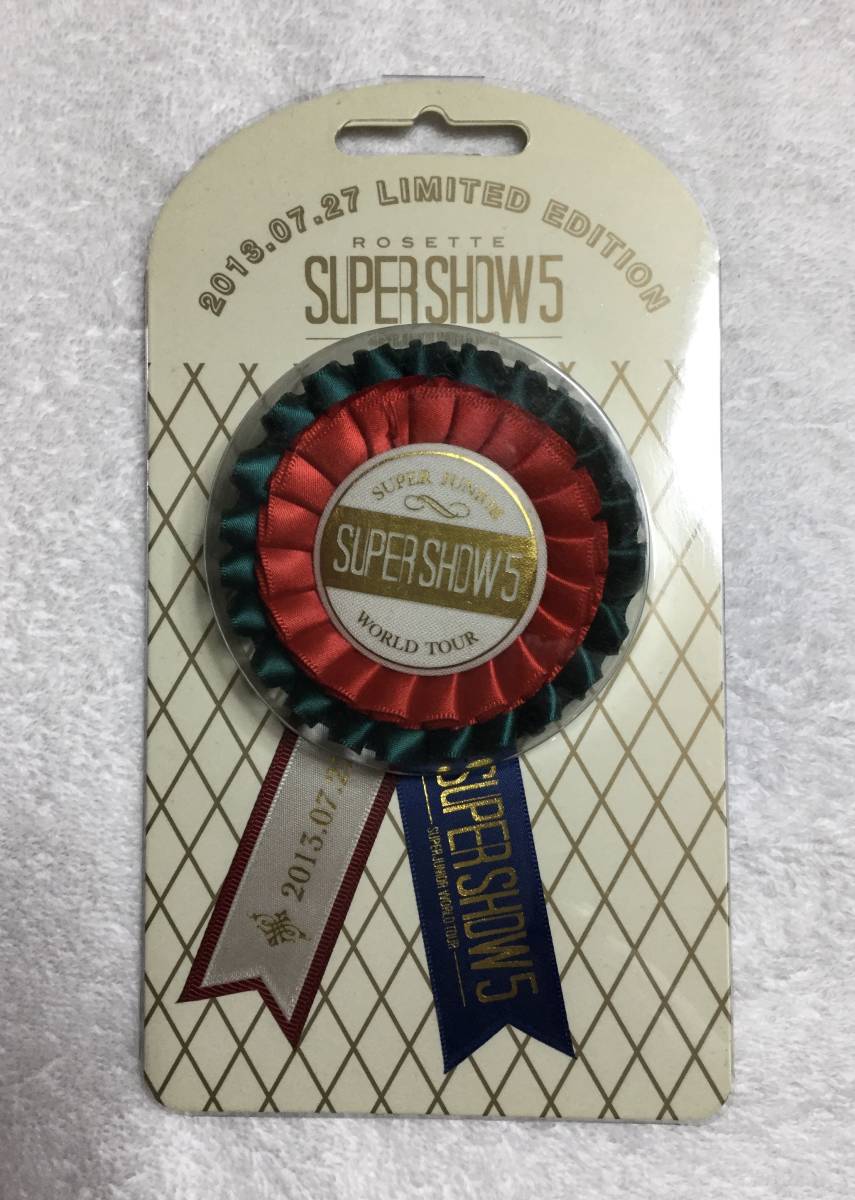 2013.07.27 LIMITED EDITION
ROSETTE
SUPER SHOW 5
SUPER JUNIOR
SUPER SHOW 5
WORLD TOUR
2013.07.2
SUPER SHOW 5
SUPER JUNIOR WORLD TOUR